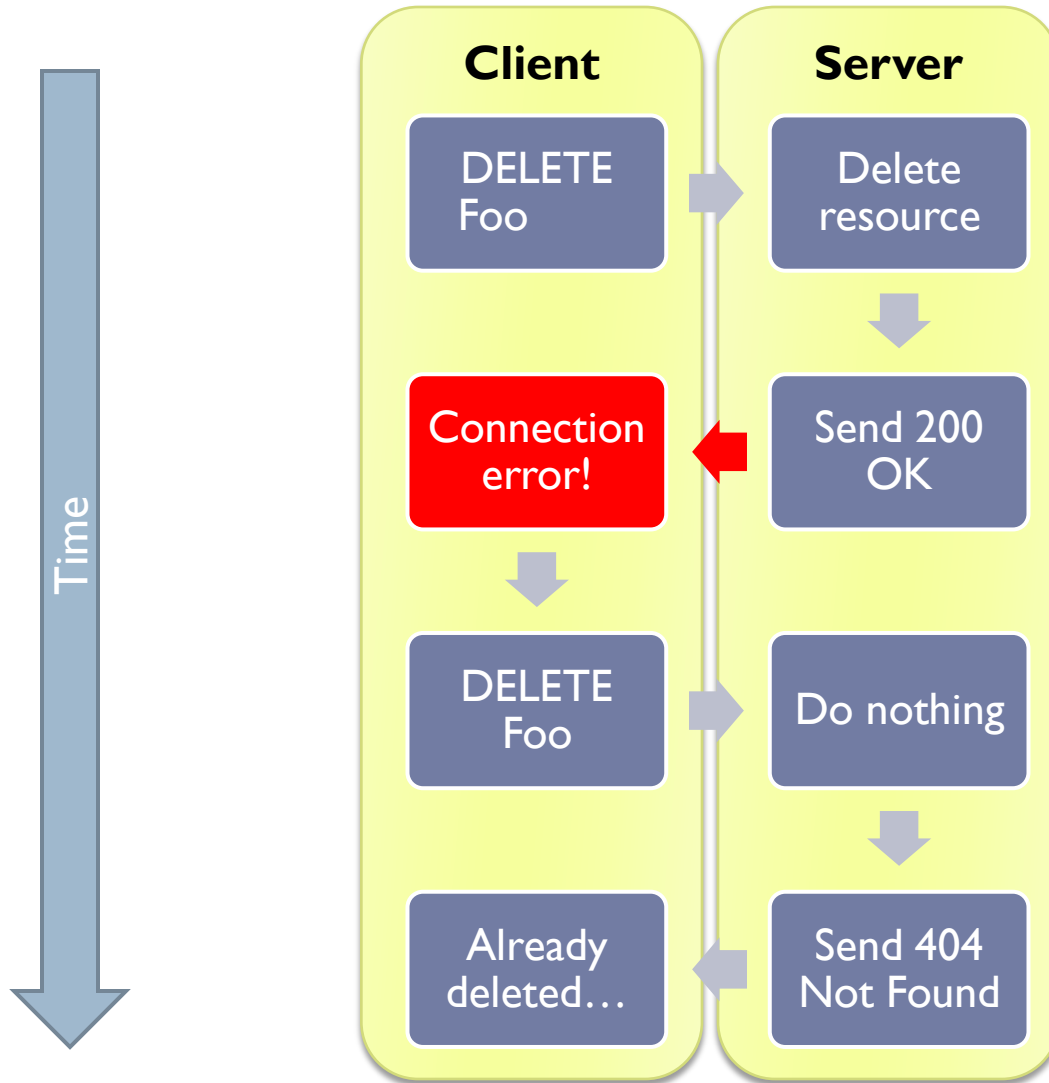 Client
Server
DELETE
Foo
Delete
resource
Connection
error!
Send 200
OK
Time
DELETE
Foo
Do nothing
Already
deleted…
Send 404
Not Found